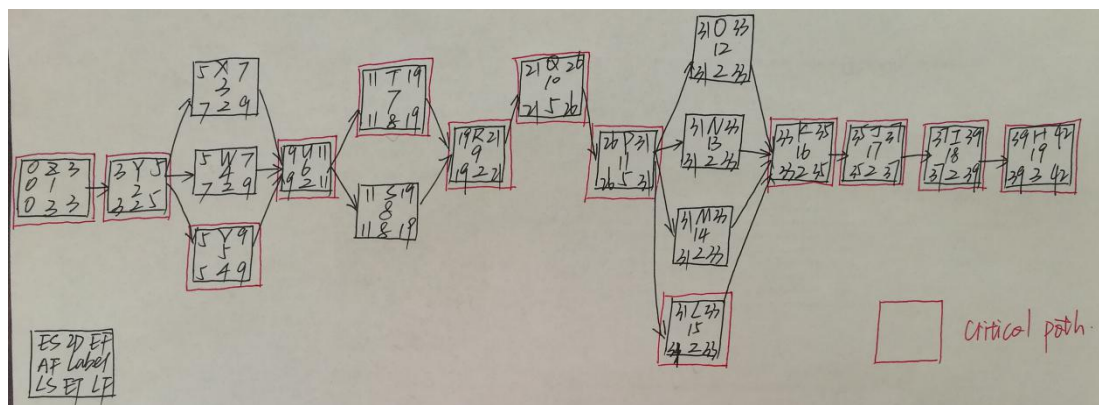 0 Z 3
0 1
0 3 3
3 Y 5
2
3 2 5
5 X 7
3
7 2 9
5 W 7
4
7 2 9
5 V 9
5
5 4 9
9 U 11
6
9 2 11
11 T 19
7
11 8 19
11 S 19
8
11 8 19
19 R 21
9
19 2 21
21 Q 26
10
21 5 26
26 P 31
11
26 5 31
31 O 33
12
31 2 33
31 N 33
13
31 2 33
31 M 33
14
31 2 33
31 L 33
15
31 2 33
33 K 35
16
33 2 35
35 J 37
17
35 2 37
37 I 39
18
37 2 39
39 H 42
19
39 3 42
ES ID EF
AF Label
LS ET LF
critical path.